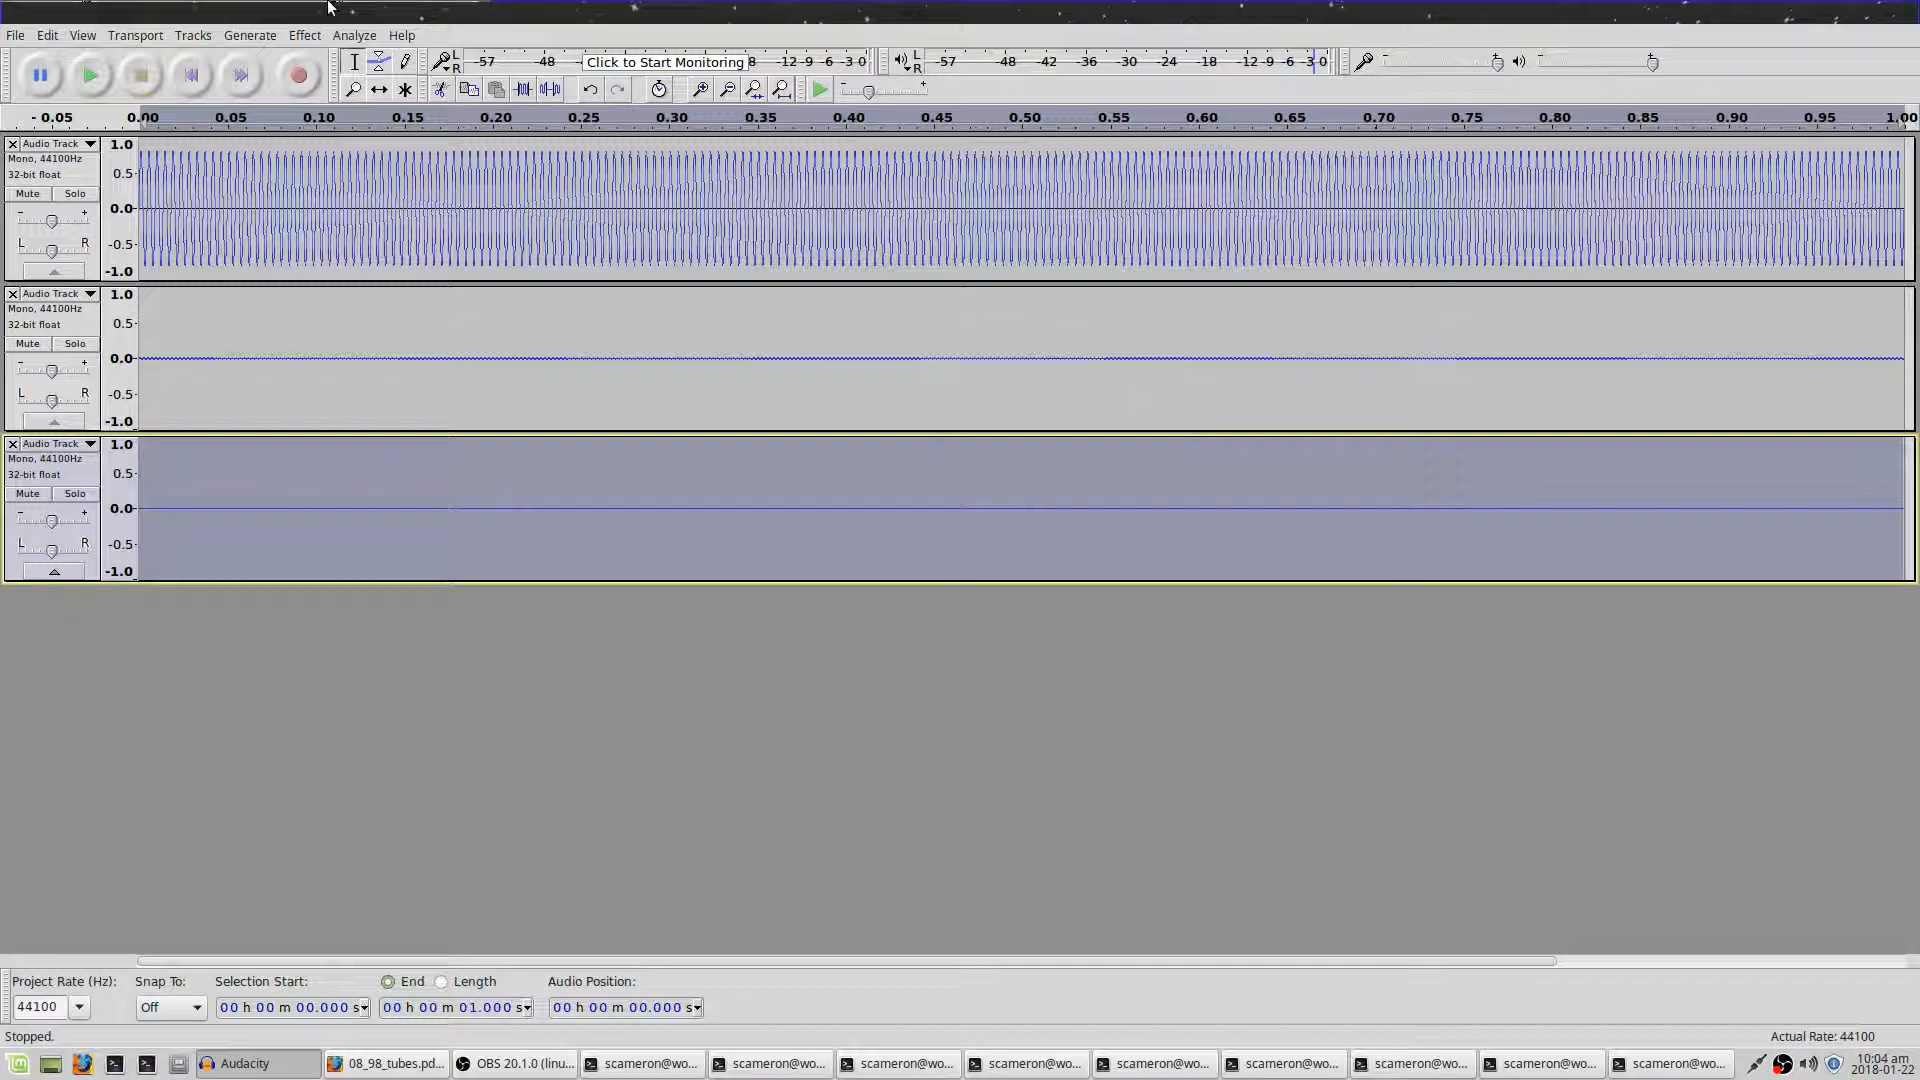 File Edit View Transport Tracks Generate Effect Analyze Help
L R -57 -48 - Click to Start Monitoring 8 -12 -9 -6 -3 0 L R -57 -48 -42 -36 -30 -24 -18 -12 -9 -6 -3 0
- 0.05 0.00 0.05 0.10 0.15 0.20 0.25 0.30 0.35 0.40 0.45 0.50 0.55 0.60 0.65 0.70 0.75 0.80 0.85 0.90 0.95 1.00
Audio Track 1.0
Mono, 44100Hz
32-bit float 0.5
Mute Solo
- + 0.0
L R -0.5
-1.0
Audio Track 1.0
Mono, 44100Hz
32-bit float 0.5
Mute Solo
- + 0.0
L R -0.5
-1.0
Audio Track 1.0
Mono, 44100Hz
32-bit float 0.5
Mute Solo
- + 0.0
L R -0.5
-1.0
Project Rate (Hz): Snap To: Selection Start: End Length Audio Position:
44100 Off 00 h 00 m 00.000 s 00 h 00 m 01.000 s 00 h 00 m 00.000 s
Stopped. Actual Rate: 44100
Audacity 08_98_tubes.pd... OBS 20.1.0 (linu... scameron@wo... scameron@wo... scameron@wo... scameron@wo... scameron@wo... scameron@wo... scameron@wo... scameron@wo... scameron@wo... 10:04 am
2018-01-22